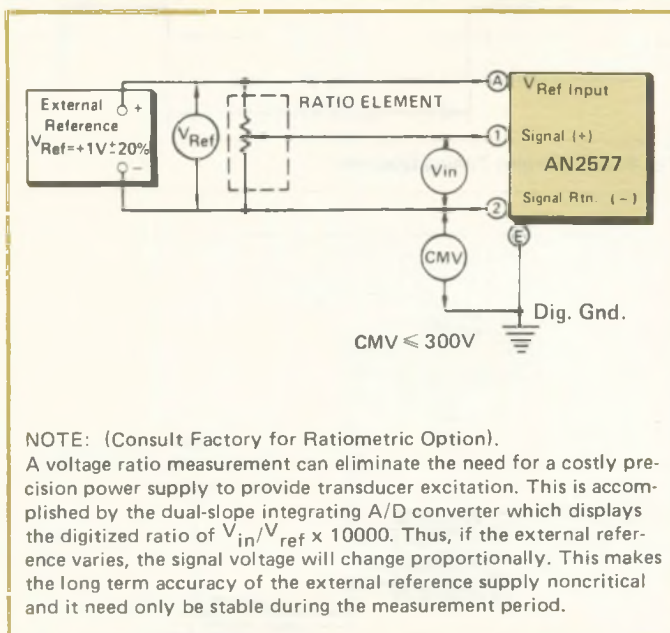 External
Reference
VRef=+1V±20%
+
−
VRef
RATIO ELEMENT
Vin
CMV
A
1
2
E
VRef Input
Signal (+)
AN2577
Signal Rtn. (−)
Dig. Gnd.
CMV ≤ 300V
NOTE: (Consult Factory for Ratiometric Option).
A voltage ratio measurement can eliminate the need for a costly pre-
cision power supply to provide transducer excitation. This is accom-
plished by the dual-slope integrating A/D converter which displays
the digitized ratio of Vin/Vref x 10000. Thus, if the external refer-
ence varies, the signal voltage will change proportionally. This makes
the long term accuracy of the external reference supply noncritical
and it need only be stable during the measurement period.